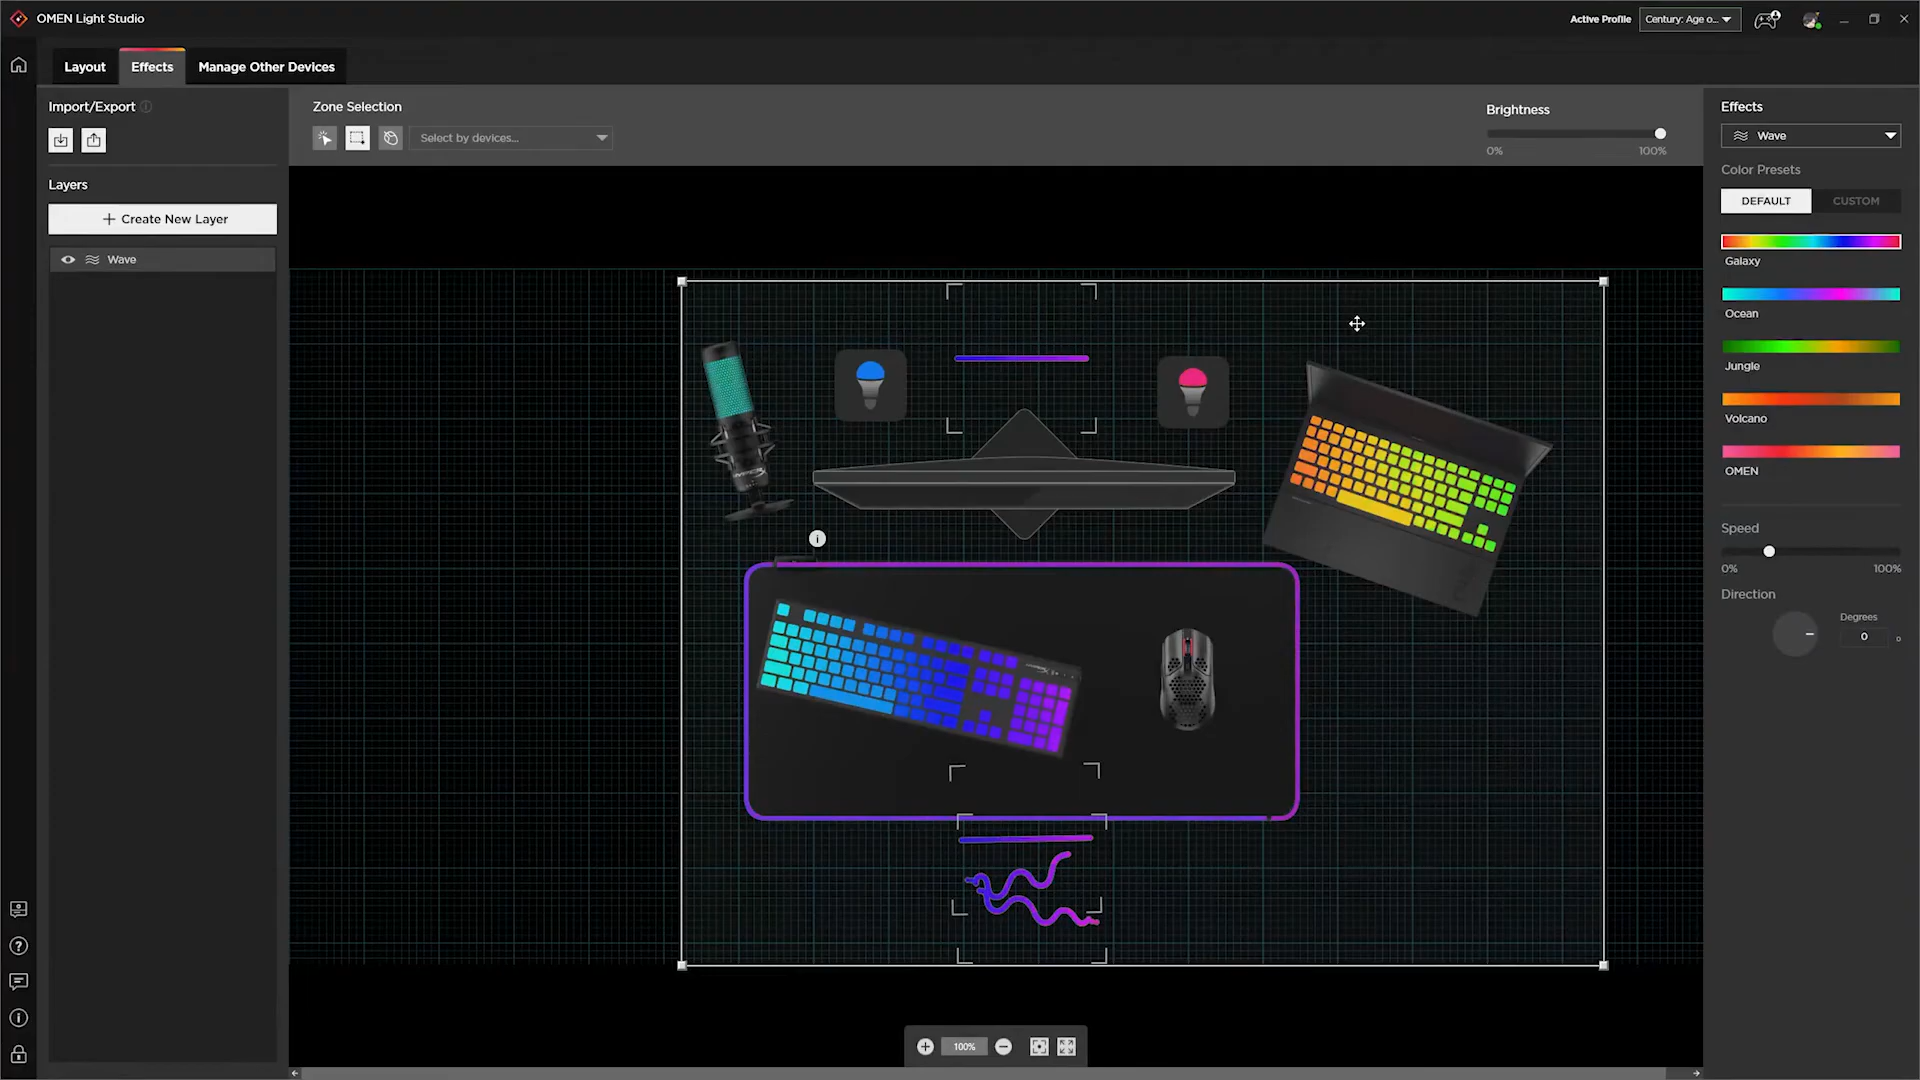 OMEN Light Studio
Active Profile
Century: Age o...
Layout
Effects
Manage Other Devices
Import/Export
Zone Selection
Select by devices...
Brightness
0%
100%
Layers
+ Create New Layer
Wave
Effects
Wave
Color Presets
DEFAULT
CUSTOM
Galaxy
Ocean
Jungle
Volcano
OMEN
Speed
0%
100%
Direction
Degrees
0
100%